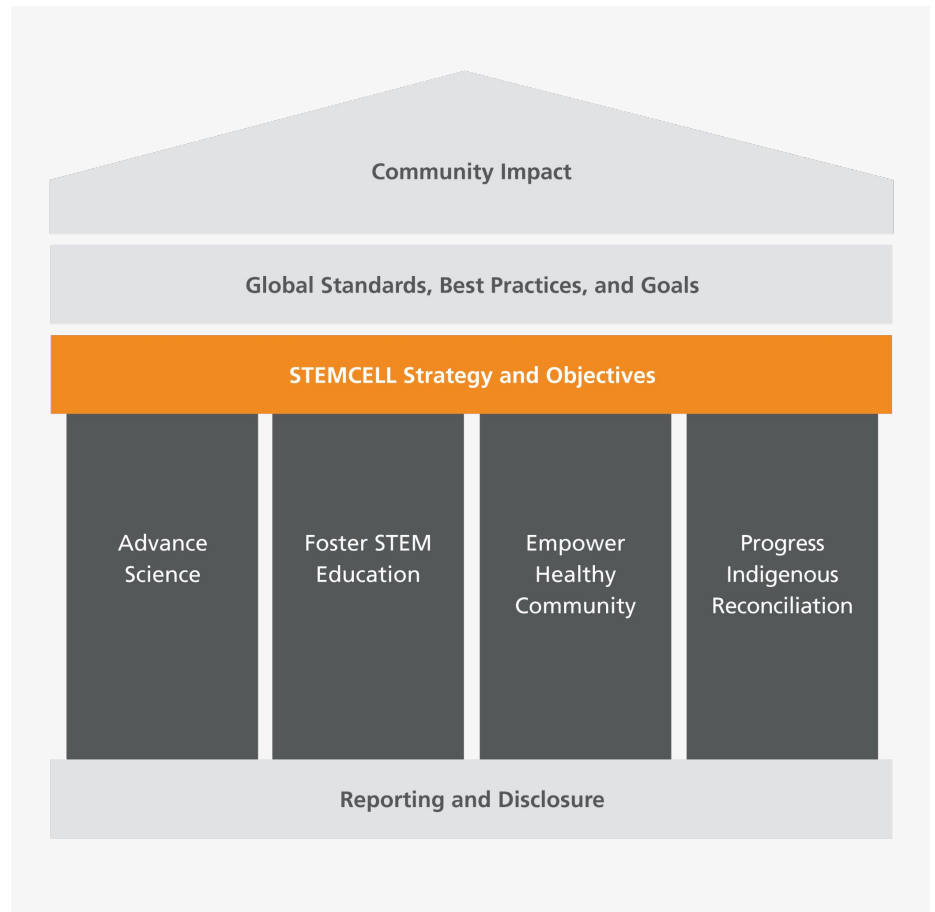 Community Impact
Global Standards, Best Practices, and Goals
STEMCELL Strategy and Objectives
Advance
Science
Foster STEM
Education
Empower
Healthy
Community
Progress
Indigenous
Reconciliation
Reporting and Disclosure